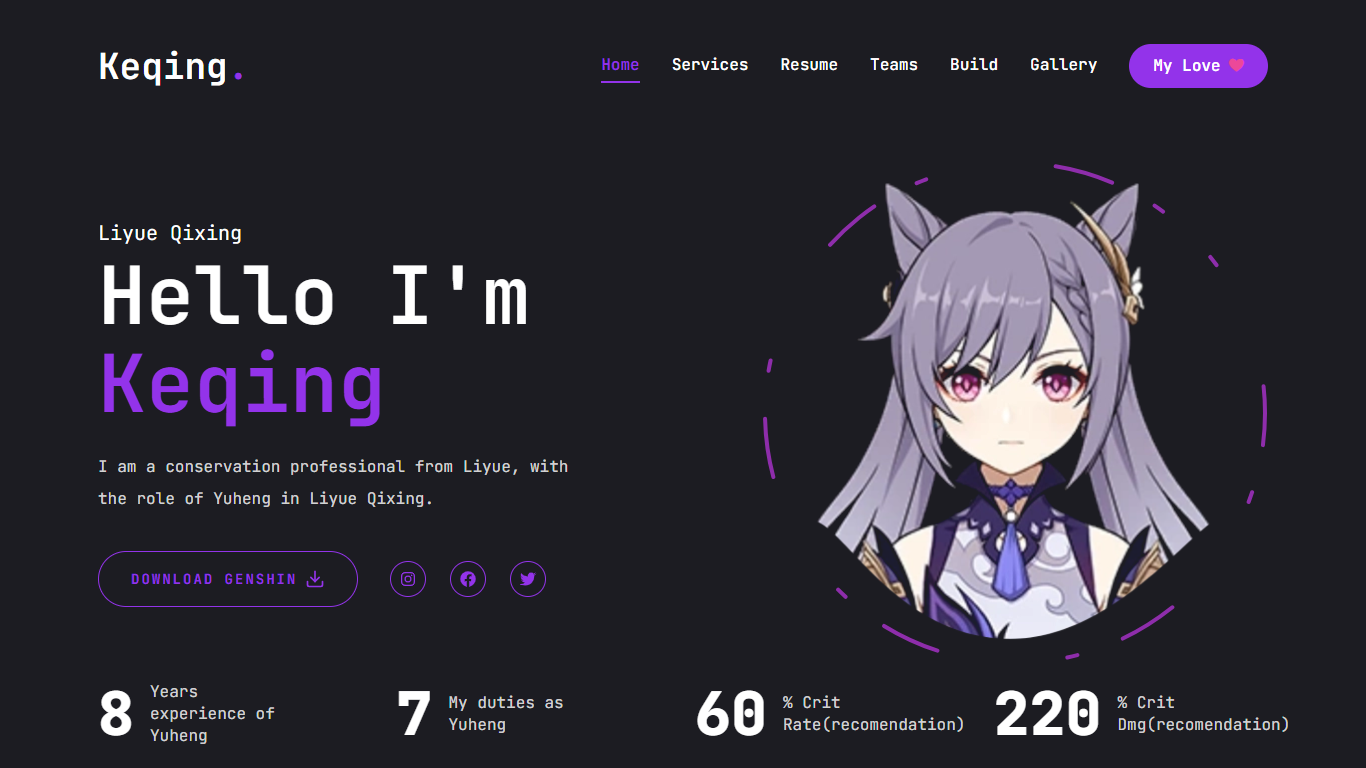 Keqing.
Home Services Resume Teams Build Gallery My Love
Liyue Qixing
Hello I'm
Keqing
I am a conservation professional from Liyue, with
the role of Yuheng in Liyue Qixing.
DOWNLOAD GENSHIN
8
Years
experience of
Yuheng
7
My duties as
Yuheng
60
% Crit
Rate(recomendation)
220
% Crit
Dmg(recomendation)